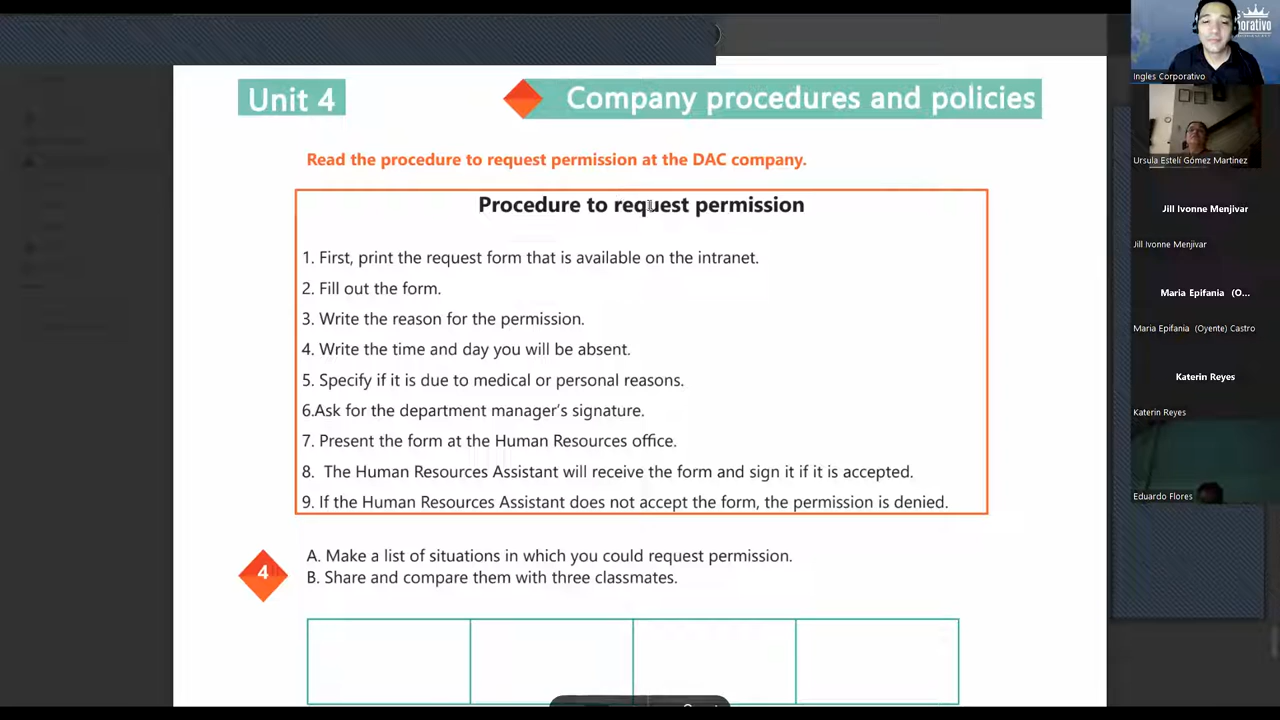 Unit 4
Company procedures and policies
Read the procedure to request permission at the DAC company.
Procedure to request permission
1. First, print the request form that is available on the intranet.
2. Fill out the form.
3. Write the reason for the permission.
4. Write the time and day you will be absent.
5. Specify if it is due to medical or personal reasons.
6.Ask for the department manager's signature.
7. Present the form at the Human Resources office.
8. The Human Resources Assistant will receive the form and sign it if it is accepted.
9. If the Human Resources Assistant does not accept the form, the permission is denied.
4
A. Make a list of situations in which you could request permission.
B. Share and compare them with three classmates.
Ingles Corporativo
Ursula Estelí Gómez Martinez
Jill Ivonne Menjivar
Jill Ivonne Menjivar
Maria Epifania (O...
Maria Epifania (Oyente) Castro
Katerin Reyes
Katerin Reyes
Eduardo Flores